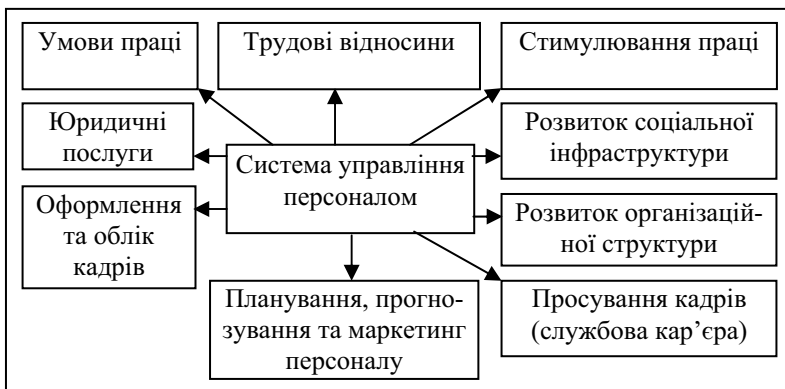 Умови праці
Трудові відносини
Стимулювання праці
Юридичні
послуги
Система управління
персоналом
Розвиток соціальної
інфраструктури
Оформлення
та облік
кадрів
Розвиток організацій-
ної структури
Планування, прогно-
зування та маркетинг
персоналу
Просування кадрів
(службова кар’єра)